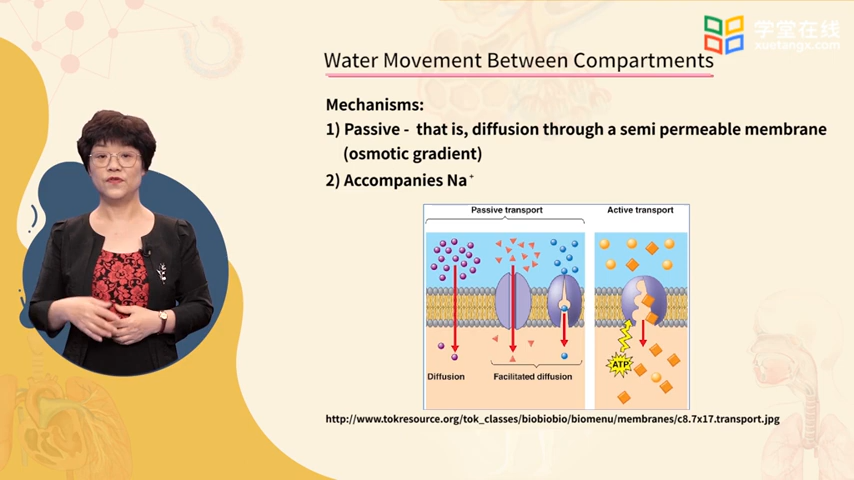 学堂在线
xuetangx.com
Water Movement Between Compartments
Mechanisms:
1) Passive - that is, diffusion through a semi permeable membrane
(osmotic gradient)
2) Accompanies Na+
Passive transport
Active transport
ATP
Diffusion
Facilitated diffusion
http://www.tokresource.org/tok_classes/biobiobio/biomenu/membranes/c8.7x17.transport.jpg